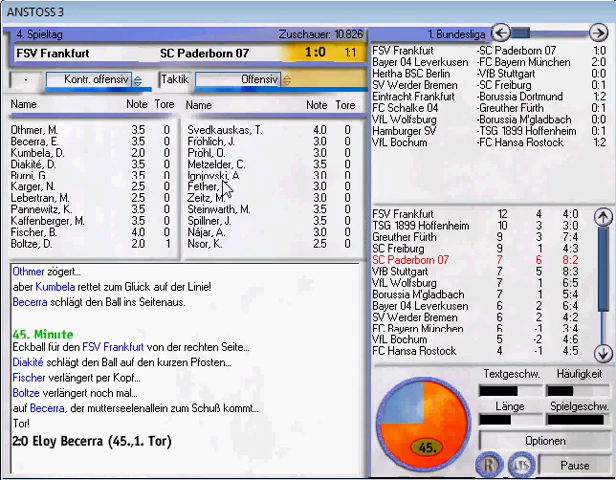 ANSTOSS 3
4. Spieltag Zuschauer: 10.826
FSV Frankfurt SC Paderborn 07 1:0 1:1
- Kontr. offensiv Taktik Offensiv
Name Note Tore Name Note Tore
Othmer, M. 3.5 0 Svedkauskas, T. 4.0 0
Becerra, E. 3.5 0 Fröhlich, J. 3.0 0
Kumbela, D. 2.0 0 Pröhl, O. 3.0 0
Diakité, D. 3.5 0 Metzelder, C. 3.5 0
Burgi, G. 3.5 0 Ignjovski, A. 3.0 0
Karger, N. 2.5 0 Fether, 3.0 0
Lebertran, M. 2.5 0 Zeitz, M. 3.0 0
Pannewitz, K. 3.5 0 Steinwarth, M. 3.5 0
Kaffenberger, M. 3.5 0 Spillner, J. 3.5 0
Fischer, B. 4.0 0 Nájar, A. 3.0 0
Boltze, D. 2.0 1 Nsor, K. 2.5 0
Othmer zögert...
aber Kumbela rettet zum Glück auf der Linie!
Becerra schlägt den Ball ins Seitenaus.
45. Minute
Eckball für den FSV Frankfurt von der rechten Seite...
Diakité schlägt den Ball auf den kurzen Pfosten...
Fischer verlängert per Kopf...
Boltze verlängert noch mal...
auf Becerra, der mutterseelenallein zum Schuß kommt...
Tor!
2:0 Eloy Becerra (45.,1. Tor)
1. Bundesliga
FSV Frankfurt -SC Paderborn 07 1:0
Bayer 04 Leverkusen -FC Bayern München 2:0
Hertha BSC Berlin -VfB Stuttgart 0:0
SV Werder Bremen -SC Freiburg 0:1
Eintracht Frankfurt -Borussia Dortmund 1:2
FC Schalke 04 -Greuther Fürth 0:1
VfL Wolfsburg -Borussia M'gladbach 0:0
Hamburger SV -TSG 1899 Hoffenheim 0:1
VfL Bochum -FC Hansa Rostock 1:2
FSV Frankfurt 12 4 4:0
TSG 1899 Hoffenheim 10 3 3:0
Greuther Fürth 9 3 7:4
SC Freiburg 9 1 4:3
SC Paderborn 07 7 6 8:2
VfB Stuttgart 7 5 8:3
VfL Wolfsburg 7 1 6:5
Borussia M'gladbach 7 1 5:4
Bayer 04 Leverkusen 6 2 6:4
SV Werder Bremen 6 2 4:2
FC Bayern München 6 -1 3:4
VfL Bochum 5 -2 4:6
FC Hansa Rostock 4 -1 4:5
Textgeschw. Häufigkeit
Länge Spielgeschw.
45.
Optionen
R LTS Pause